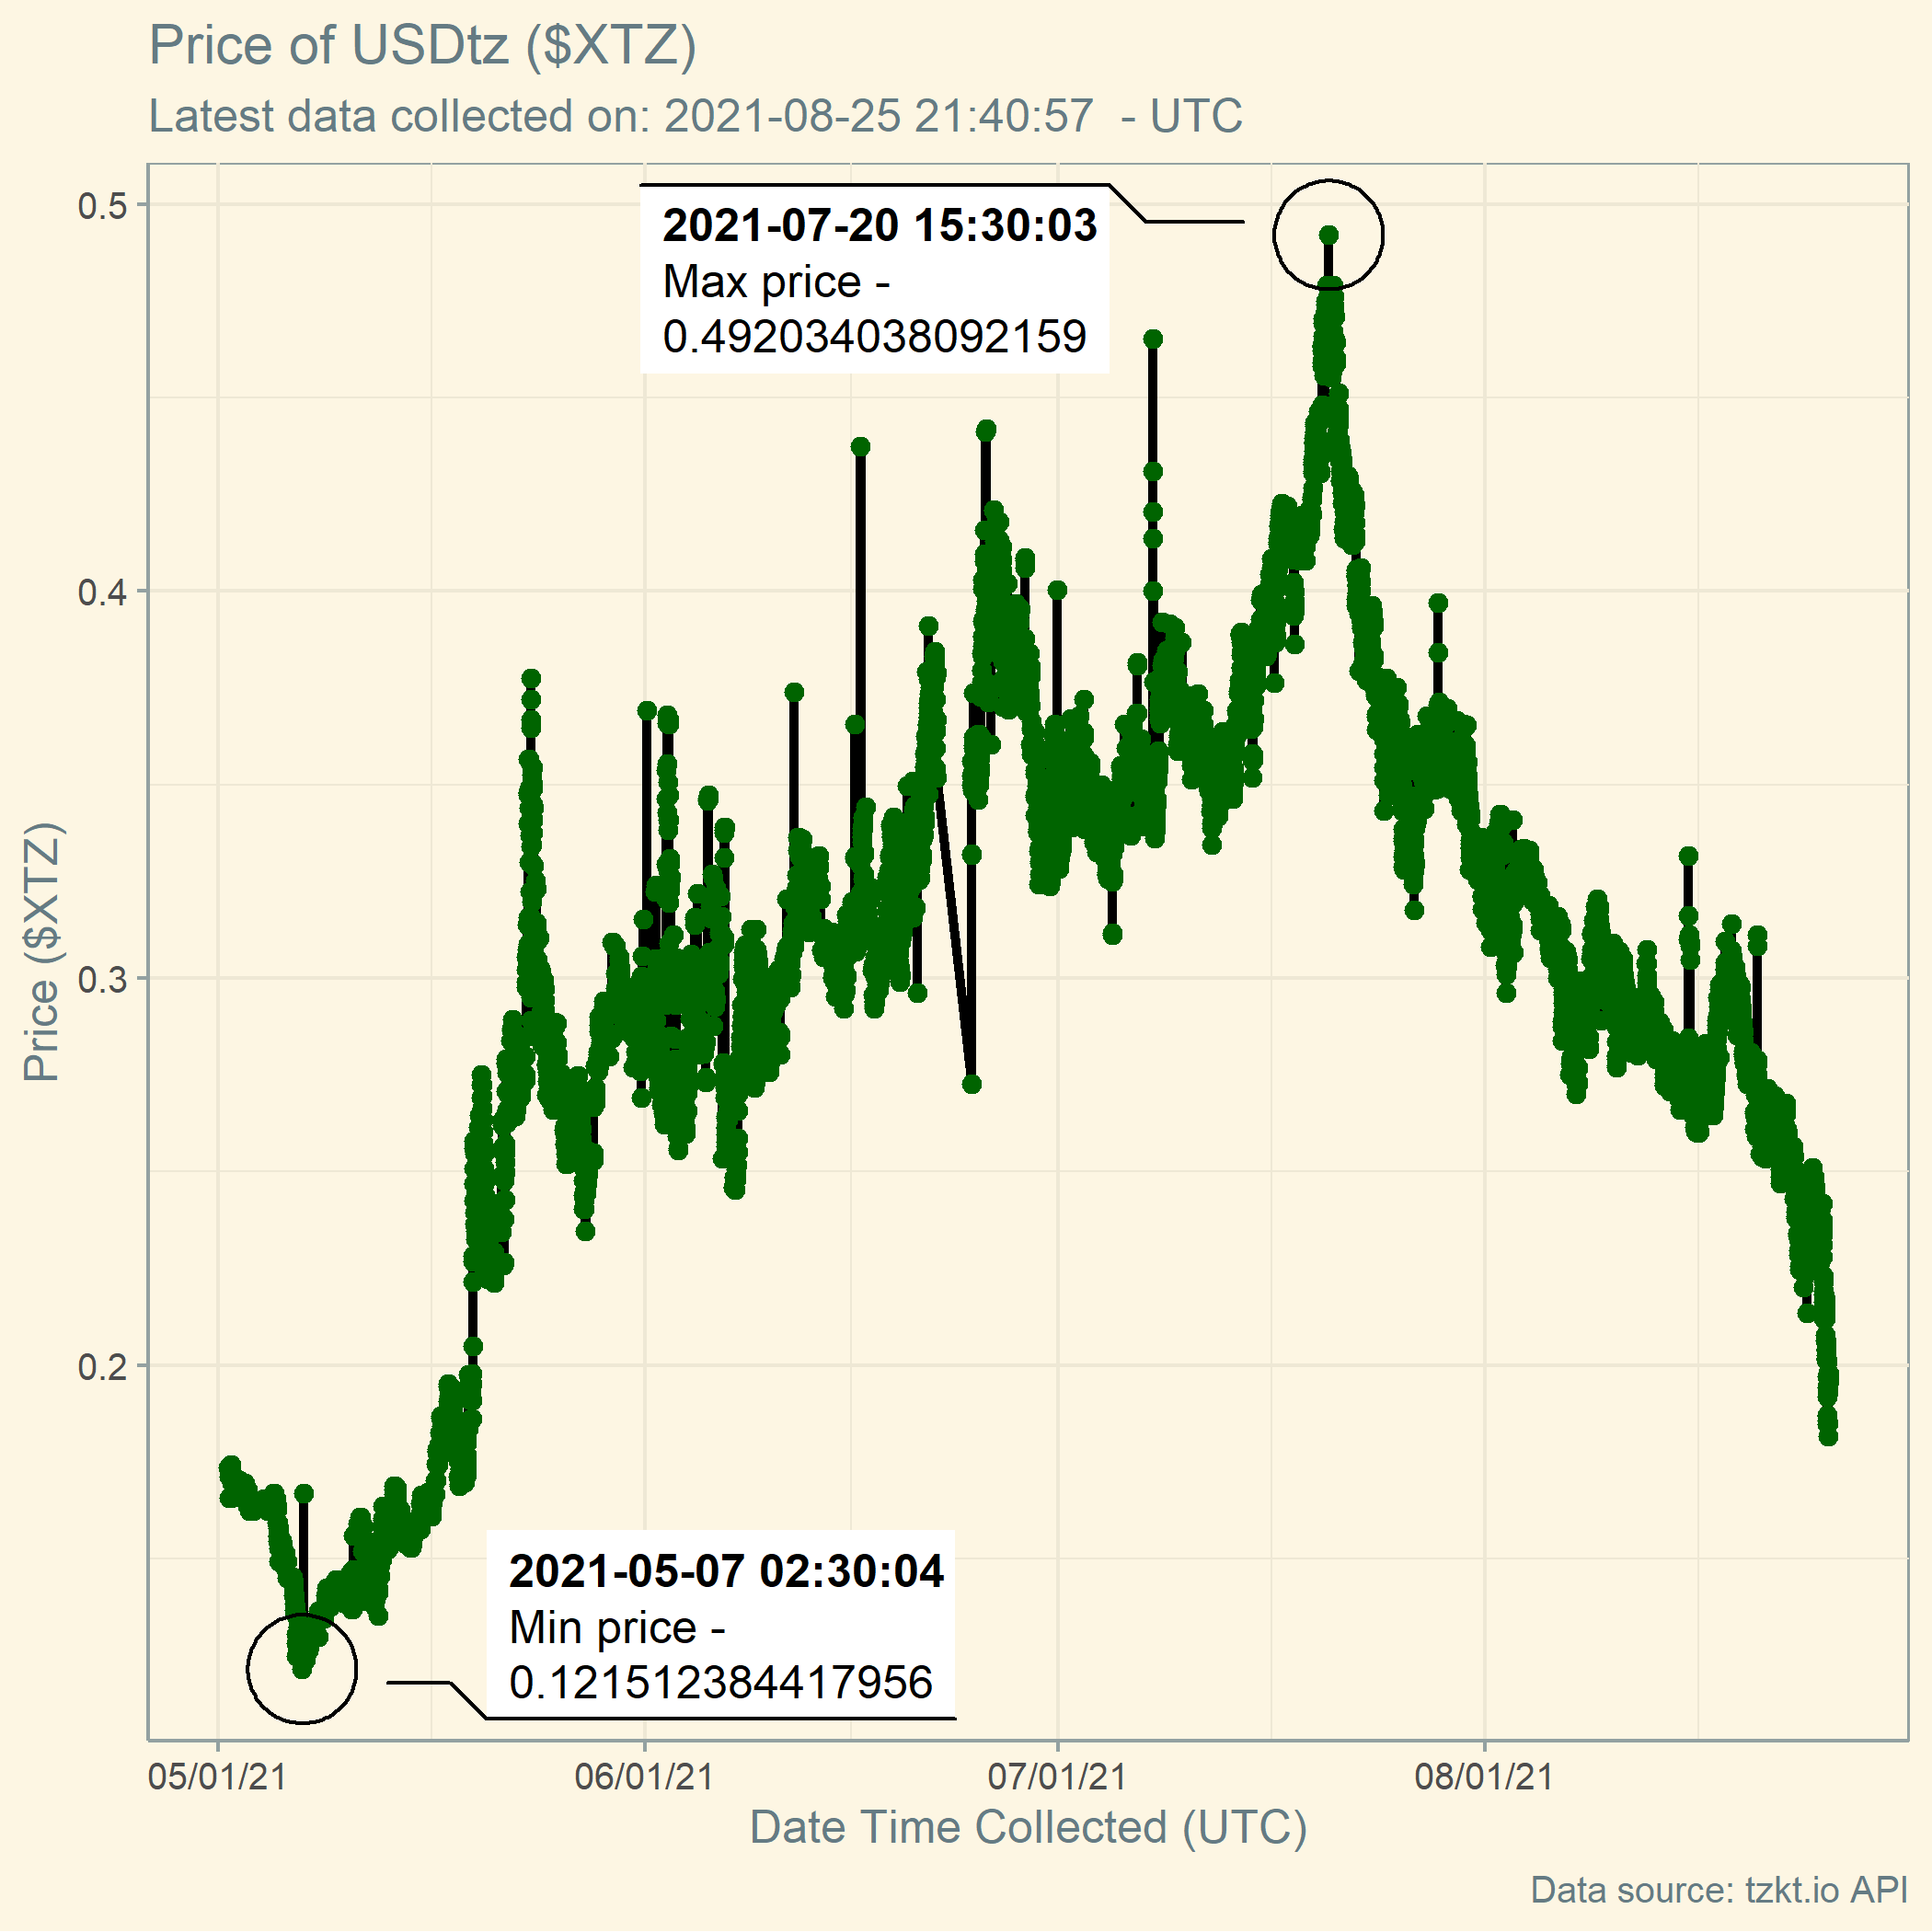 Price of USDtz ($XTZ)
Latest data collected on: 2021-08-25 21:40:57  - UTC
0.5
0.4
0.3
0.2
Price ($XTZ)
2021-07-20 15:30:03
Max price -
0.492034038092159
2021-05-07 02:30:04
Min price -
0.121512384417956
05/01/21
06/01/21
07/01/21
08/01/21
Date Time Collected (UTC)
Data source: tzkt.io API